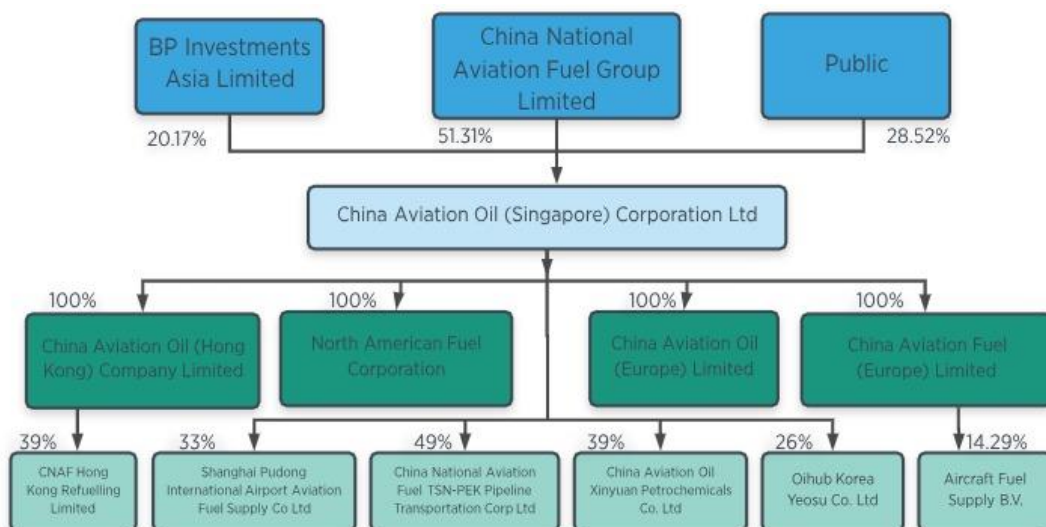 BP Investments
Asia Limited
China National
Aviation Fuel Group
Limited
Public
20.17%
51.31%
28.52%
China Aviation Oil (Singapore) Corporation Ltd
100%
100%
100%
100%
China Aviation Oil (Hong
Kong) Company Limited
North American Fuel
Corporation
China Aviation Oil
(Europe) Limited
China Aviation Fuel
(Europe) Limited
39%
33%
49%
39%
26%
14.29%
CNAF Hong
Kong Refuelling
Limited
Shanghai Pudong
International Airport Aviation
Fuel Supply Co Ltd
China National Aviation
Fuel TSN-PEK Pipeline
Transportation Corp Ltd
China Aviation Oil
Xinyuan Petrochemicals
Co. Ltd
Oihub Korea
Yeosu Co. Ltd
Aircraft Fuel
Supply B.V.